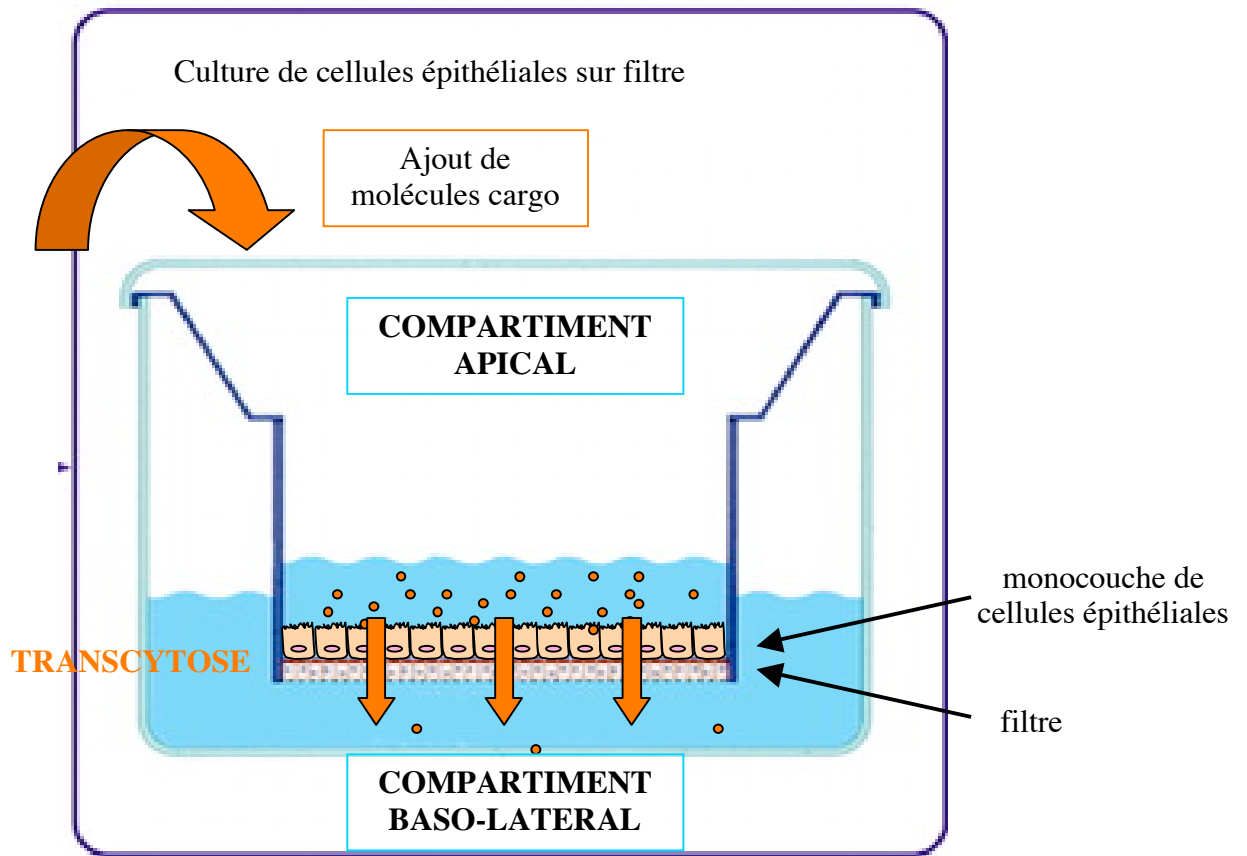 Culture de cellules épithéliales sur filtre
Ajout de
molécules cargo
COMPARTIMENT
APICAL
monocouche de
cellules épithéliales
TRANSCYTOSE
filtre
COMPARTIMENT
BASO-LATERAL